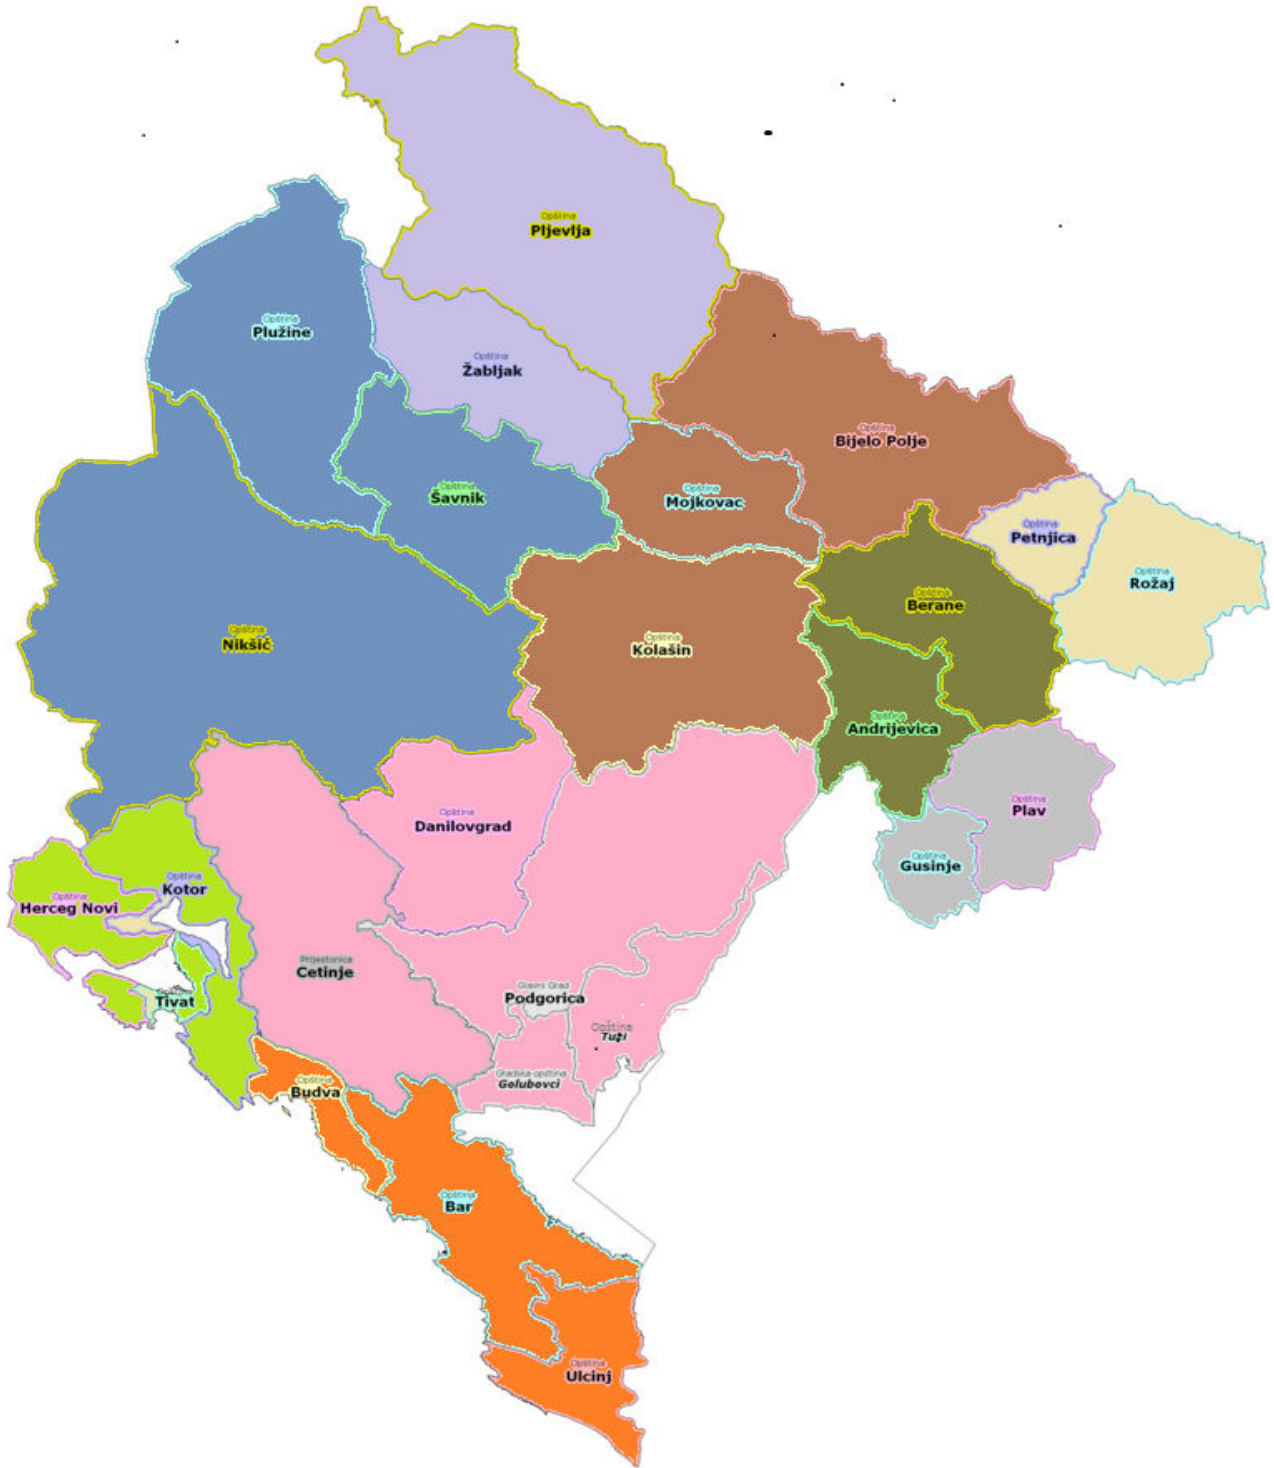 Opština
Pljevlja
Opština
Plužine
Opština
Žabljak
Opština
Bijelo Polje
Opština
Šavnik
Opština
Mojkovac
Opština
Petnjica
Opština
Rožaj
Opština
Berane
Opština
Nikšić
Opština
Kolašin
Opština
Andrijevica
Opština
Danilovgrad
Opština
Plav
Opština
Gusinje
Opština
Kotor
Opština
Herceg Novi
Prijestonica
Cetinje
Glavni Grad
Podgorica
Tivat
Opština
Tuzi
Gradska opština
Golubovci
Opština
Budva
Opština
Bar
Opština
Ulcinj